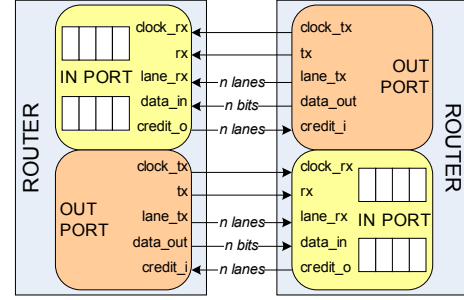 ROUTER
clock_rx
rx
IN PORT
lane_rx
data_in
credit_o
n lanes
n bits
n lanes
clock_tx
tx
lane_tx
data_out
credit_i
OUT
PORT
ROUTER
OUT
PORT
clock_tx
tx
lane_tx
data_out
credit_i
n lanes
n bits
n lanes
clock_rx
rx
lane_rx
IN PORT
data_in
credit_o